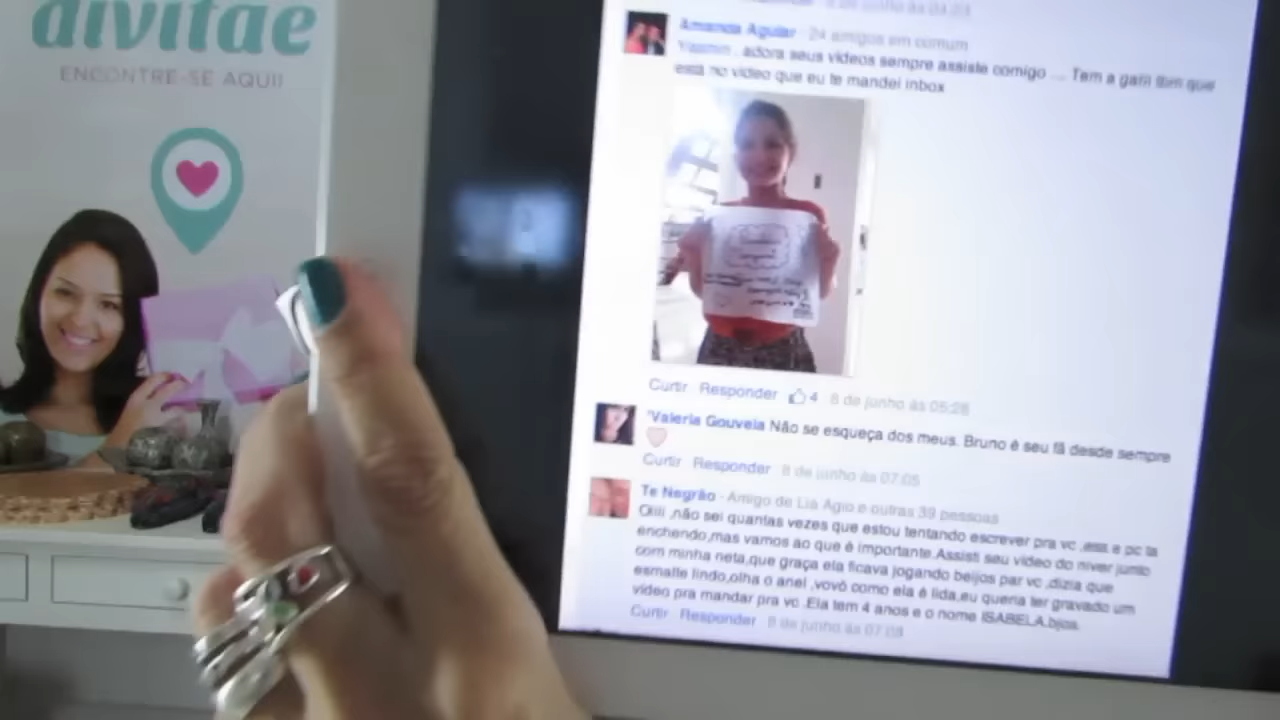 divitae
ENCONTRE-SE AQUI!
Amanda Aguiar · 24 amigos em comum
Yasmin , adora seus videos sempre assiste comigo .... Tem a garri tbm que
está no video que eu te mandei inbox
Curtir Responder 4 · 8 de junho às 05:26
'Valeria Gouveia Não se esqueça dos meus. Bruno é seu fã desde sempre
Curtir Responder · 8 de junho às 07:05
Te Negrão · Amigo de Lia Agio e outras 39 pessoas
Oiiii ,não sei quantas vezes que estou tentando escrever pra vc ,ess e pc ta
enchendo,mas vamos ao que é importante.Assisti seu video do niver junto
com minha neta,que graça ela ficava jogando beijos par vc ,dizia que
esmalte lindo,olha o anel ,vovó como ela é lida,eu queria ter gravado um
video pra mandar pra vc .Ela tem 4 anos e o nome ISABELA.bjos.
Curtir Responder · 8 de junho às 07:09